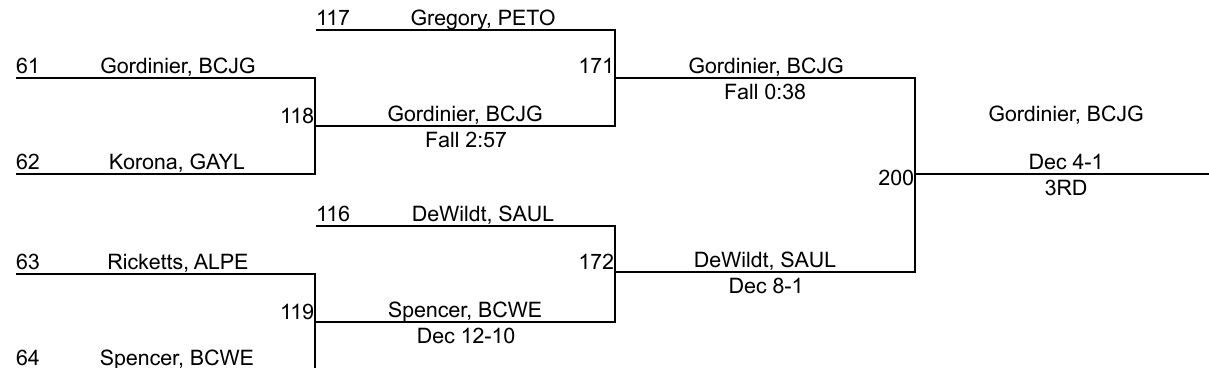 117 Gregory, PETO
61 Gordinier, BCJG
171 Gordinier, BCJG
Fall 0:38
118 Gordinier, BCJG
Fall 2:57
Gordinier, BCJG
62 Korona, GAYL
Dec 4-1
200 3RD
116 DeWildt, SAUL
63 Ricketts, ALPE
172 DeWildt, SAUL
Dec 8-1
119 Spencer, BCWE
Dec 12-10
64 Spencer, BCWE